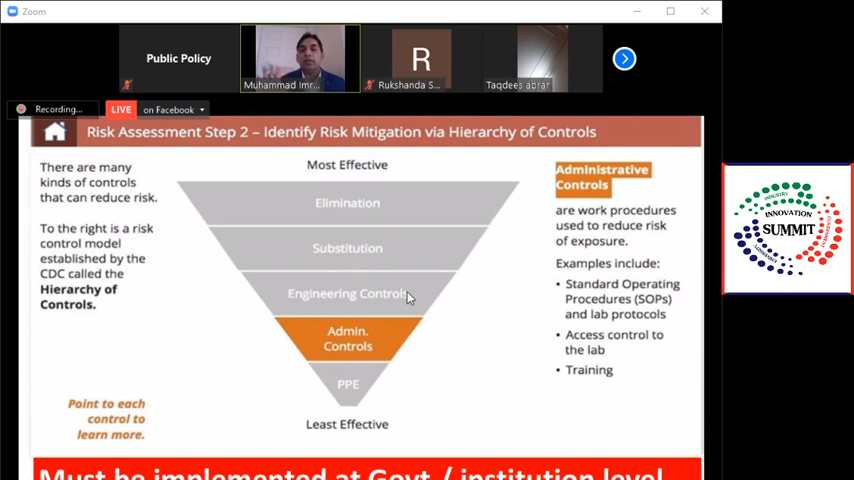 Zoom
Public Policy
Muhammad Imr...
R
Rukshanda S...
Taqdees abrar
Recording...
LIVE on Facebook
Risk Assessment Step 2 – Identify Risk Mitigation via Hierarchy of Controls
There are many
kinds of controls
that can reduce risk.
To the right is a risk
control model
established by the
CDC called the
Hierarchy of
Controls.
Point to each
control to
learn more.
Most Effective
Elimination
Substitution
Engineering Controls
Admin.
Controls
PPE
Least Effective
Administrative
Controls
are work procedures
used to reduce risk
of exposure.
Examples include:
• Standard Operating
Procedures (SOPs)
and lab protocols
• Access control to
the lab
• Training
INDUSTRY
INNOVATION
SUMMIT
GOVERNMENT
ACADEMIA
Must be implemented at Govt / institution level